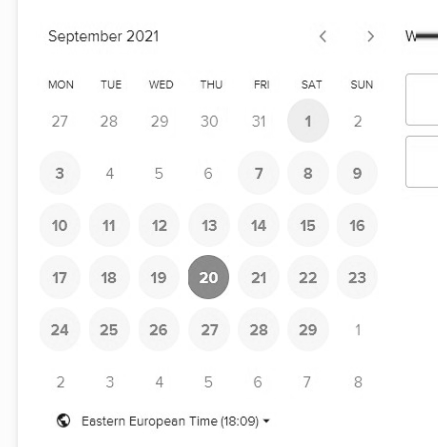 September 2021
MON TUE WED THU FRI SAT SUN
27 28 29 30 31 1 2
3 4 5 6 7 8 9
10 11 12 13 14 15 16
17 18 19 20 21 22 23
24 25 26 27 28 29 1
2 3 4 5 6 7 8
Eastern European Time (18:09)